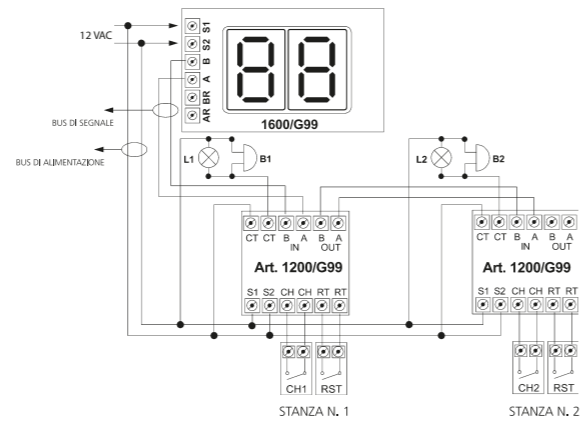 12 VAC
S1
S2
B
A
BR
AR
1600/G99
BUS DI SEGNALE
BUS DI ALIMENTAZIONE
L1
B1
L2
B2
CT CT B A B A
IN OUT
Art. 1200/G99
S1 S2 CH CH RT RT
CT CT B A B A
IN OUT
Art. 1200/G99
S1 S2 CH CH RT RT
CH1
RST
CH2
RST
STANZA N. 1
STANZA N. 2